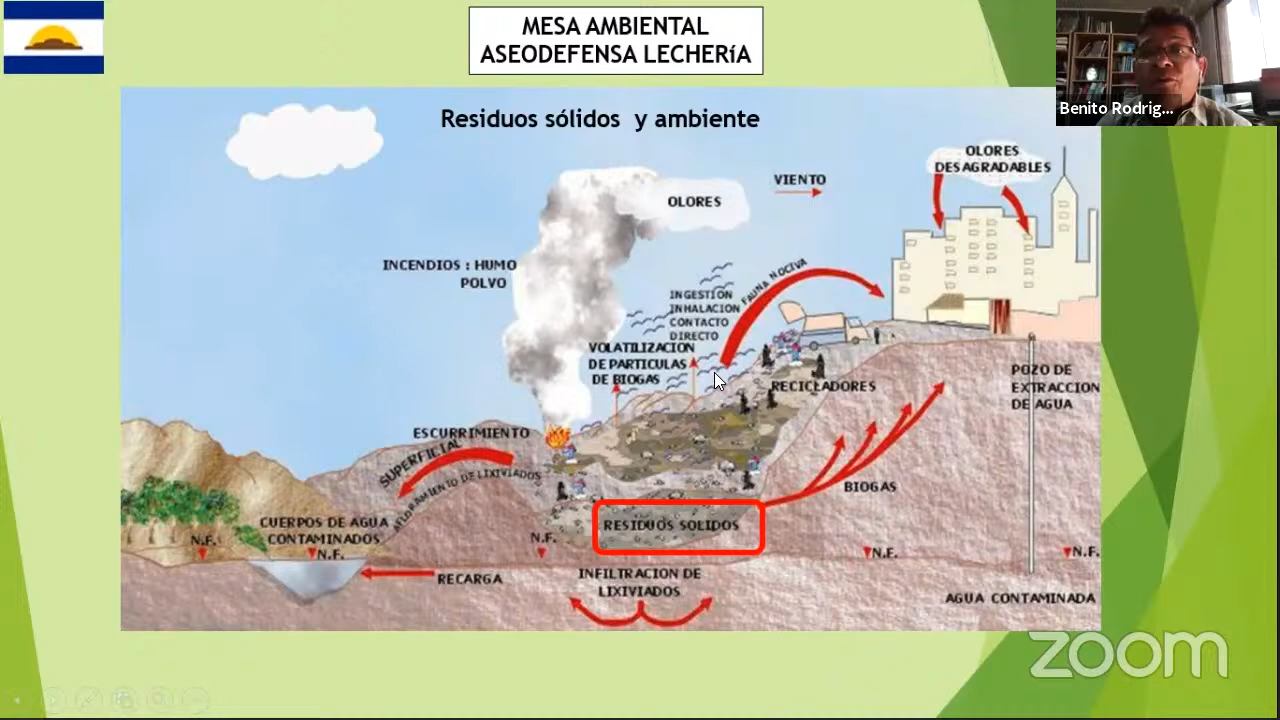 MESA AMBIENTAL
ASEODEFENSA LECHERíA
Benito Rodrig...
Residuos sólidos y ambiente
OLORES
DESAGRADABLES
VIENTO
OLORES
INCENDIOS : HUMO
POLVO
FAUNA NOCIVA
INGESTION
INHALACION
CONTACTO
DIRECTO
VOLATILIZACION
DE PARTICULAS
DE BIOGAS
RECICLADORES
POZO DE
EXTRACCION
DE AGUA
ESCURRIMIENTO
SUPERFICIAL
AFLORAMIENTO DE LIXIVIADOS
BIOGAS
RESIDUOS SOLIDOS
CUERPOS DE AGUA
CONTAMINADOS
N.F.
N.F.
N.F.
N.F.
N.F.
RECARGA
INFILTRACION DE
LIXIVIADOS
AGUA CONTAMINADA
zoom